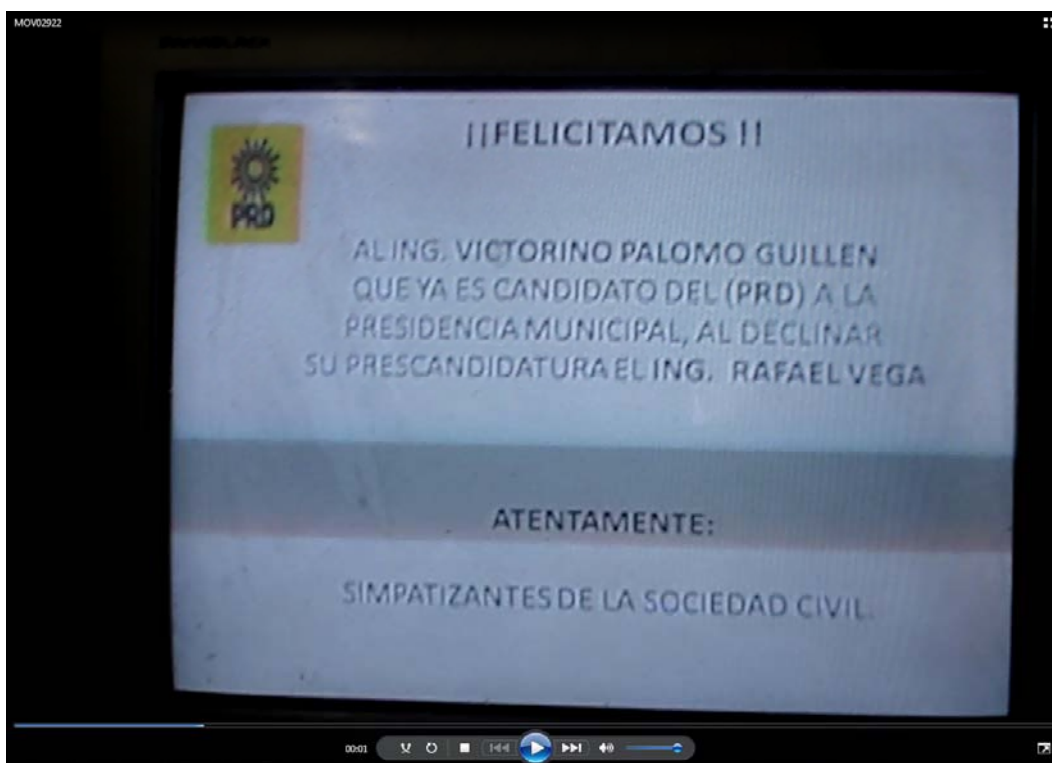 MOV02922
¡¡FELICITAMOS !!
PRD
AL ING. VICTORINO PALOMO GUILLEN
QUE YA ES CANDIDATO DEL (PRD) A LA
PRESIDENCIA MUNICIPAL, AL DECLINAR
SU PRESCANDIDATURA EL ING. RAFAEL VEGA
ATENTAMENTE:
SIMPATIZANTES DE LA SOCIEDAD CIVIL.
00:01